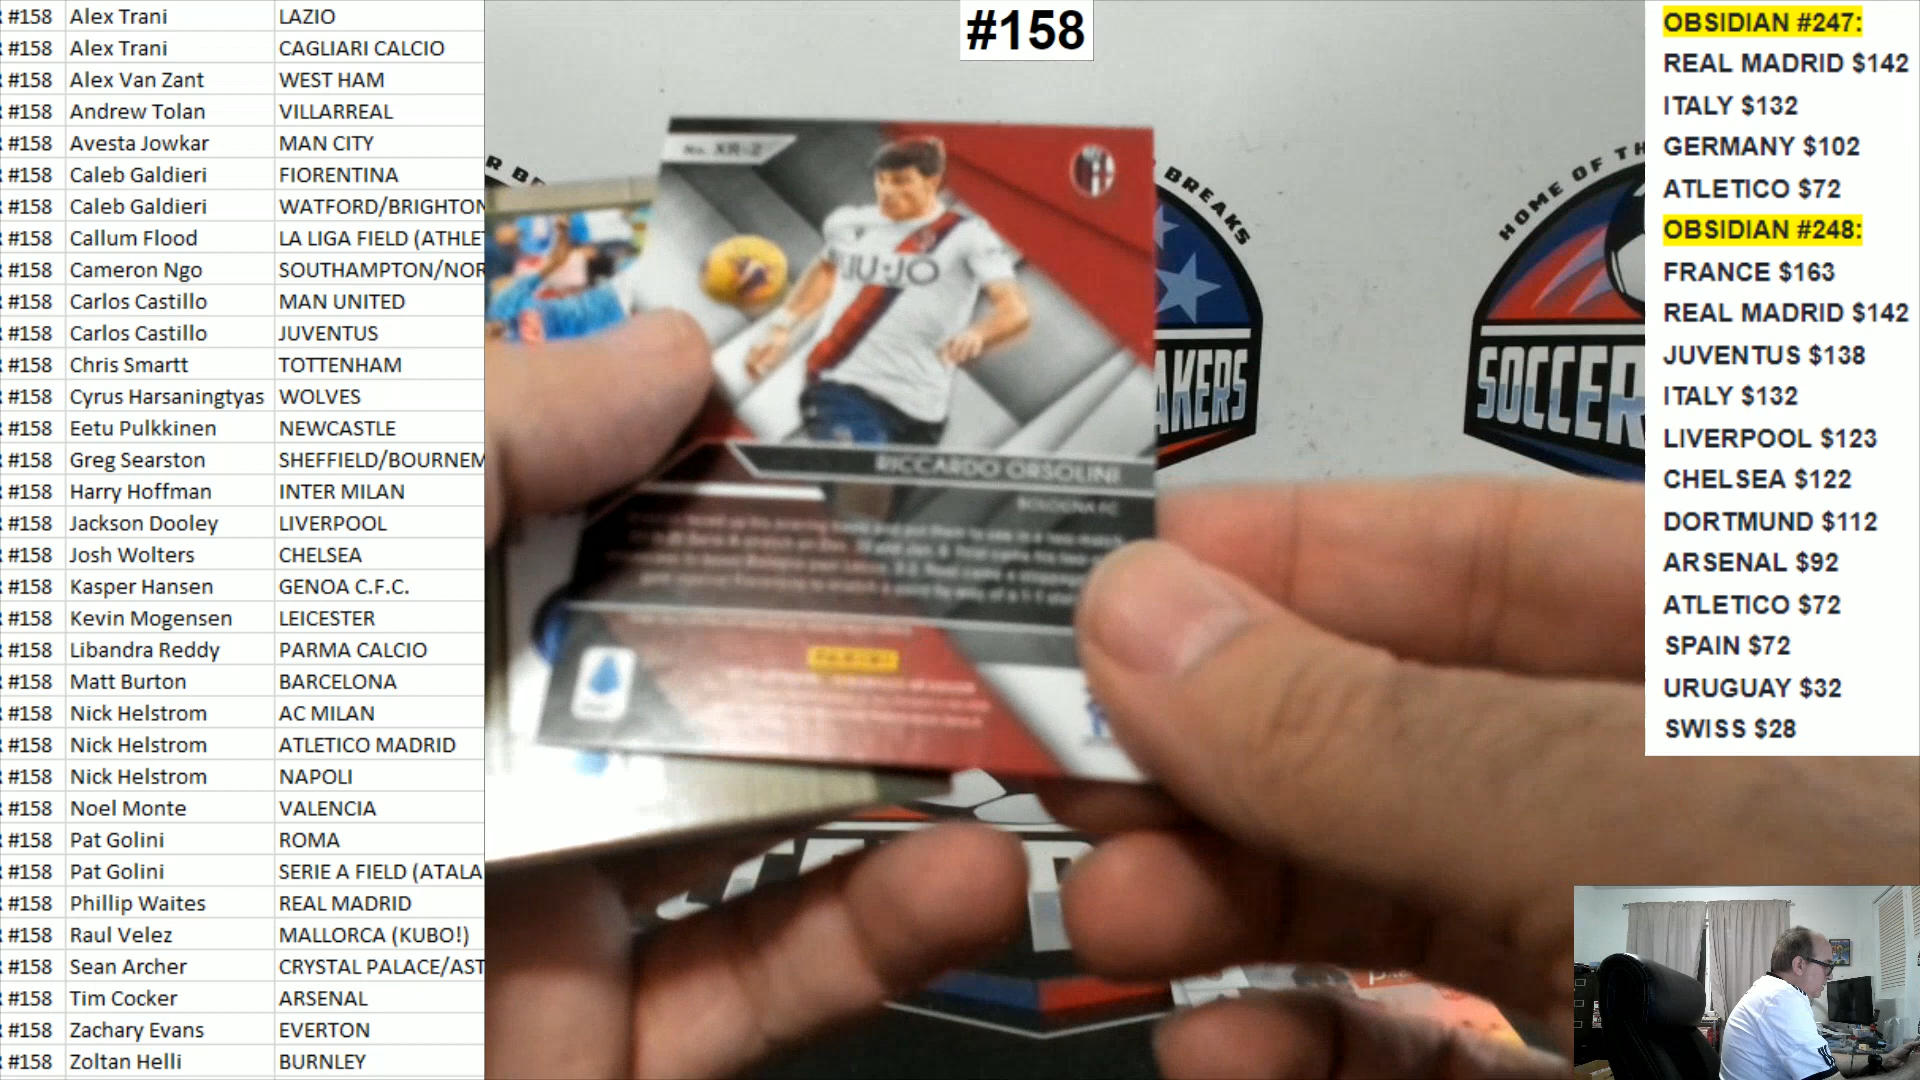 #158 Alex Trani LAZIO
#158 Alex Trani CAGLIARI CALCIO
#158 Alex Van Zant WEST HAM
#158 Andrew Tolan VILLARREAL
#158 Avesta Jowkar MAN CITY
#158 Caleb Galdieri FIORENTINA
#158 Caleb Galdieri WATFORD/BRIGHTON
#158 Callum Flood LA LIGA FIELD (ATHLE
#158 Cameron Ngo SOUTHAMPTON/NOR
#158 Carlos Castillo MAN UNITED
#158 Carlos Castillo JUVENTUS
#158 Chris Smartt TOTTENHAM
#158 Cyrus Harsaningtyas WOLVES
#158 Eetu Pulkkinen NEWCASTLE
#158 Greg Searston SHEFFIELD/BOURNEM
#158 Harry Hoffman INTER MILAN
#158 Jackson Dooley LIVERPOOL
#158 Josh Wolters CHELSEA
#158 Kasper Hansen GENOA C.F.C.
#158 Kevin Mogensen LEICESTER
#158 Libandra Reddy PARMA CALCIO
#158 Matt Burton BARCELONA
#158 Nick Helstrom AC MILAN
#158 Nick Helstrom ATLETICO MADRID
#158 Nick Helstrom NAPOLI
#158 Noel Monte VALENCIA
#158 Pat Golini ROMA
#158 Pat Golini SERIE A FIELD (ATALA
#158 Phillip Waites REAL MADRID
#158 Raul Velez MALLORCA (KUBO!)
#158 Sean Archer CRYSTAL PALACE/AST
#158 Tim Cocker ARSENAL
#158 Zachary Evans EVERTON
#158 Zoltan Helli BURNLEY
#158
No. XR-2
RICCARDO ORSOLINI
BOLOGNA FC
PANINI
BREAKS
AKERS
HOME OF TH
SOCCER
OBSIDIAN #247:
REAL MADRID $142
ITALY $132
GERMANY $102
ATLETICO $72
OBSIDIAN #248:
FRANCE $163
REAL MADRID $142
JUVENTUS $138
ITALY $132
LIVERPOOL $123
CHELSEA $122
DORTMUND $112
ARSENAL $92
ATLETICO $72
SPAIN $72
URUGUAY $32
SWISS $28